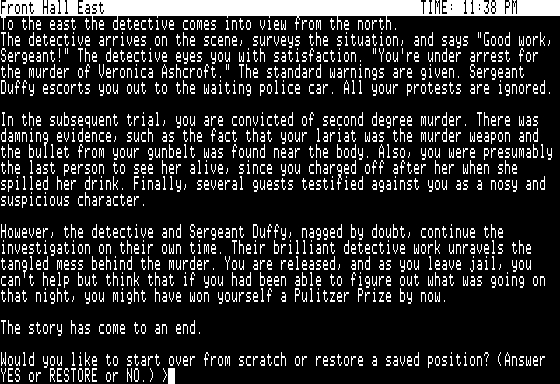 Front Hall East TIME: 11:38 PM
To the east the detective comes into view from the north.
The detective arrives on the scene, surveys the situation, and says "Good work,
Sergeant!" The detective eyes you with satisfaction. "You're under arrest for
the murder of Veronica Ashcroft." The standard warnings are given. Sergeant
Duffy escorts you out to the waiting police car. All your protests are ignored.
In the subsequent trial, you are convicted of second degree murder. There was
damning evidence, such as the fact that your lariat was the murder weapon and
the bullet from your gunbelt was found near the body. Also, you were presumably
the last person to see her alive, since you charged off after her when she
spilled her drink. Finally, several guests testified against you as a nosy and
suspicious character.
However, the detective and Sergeant Duffy, nagged by doubt, continue the
investigation on their own time. Their brilliant detective work unravels the
tangled mess behind the murder. You are released, and as you leave jail, you
can't help but think that if you had been able to figure out what was going on
that night, you might have won yourself a Pulitzer Prize by now.
The story has come to an end.
Would you like to start over from scratch or restore a saved position? (Answer
YES or RESTORE or NO.) >